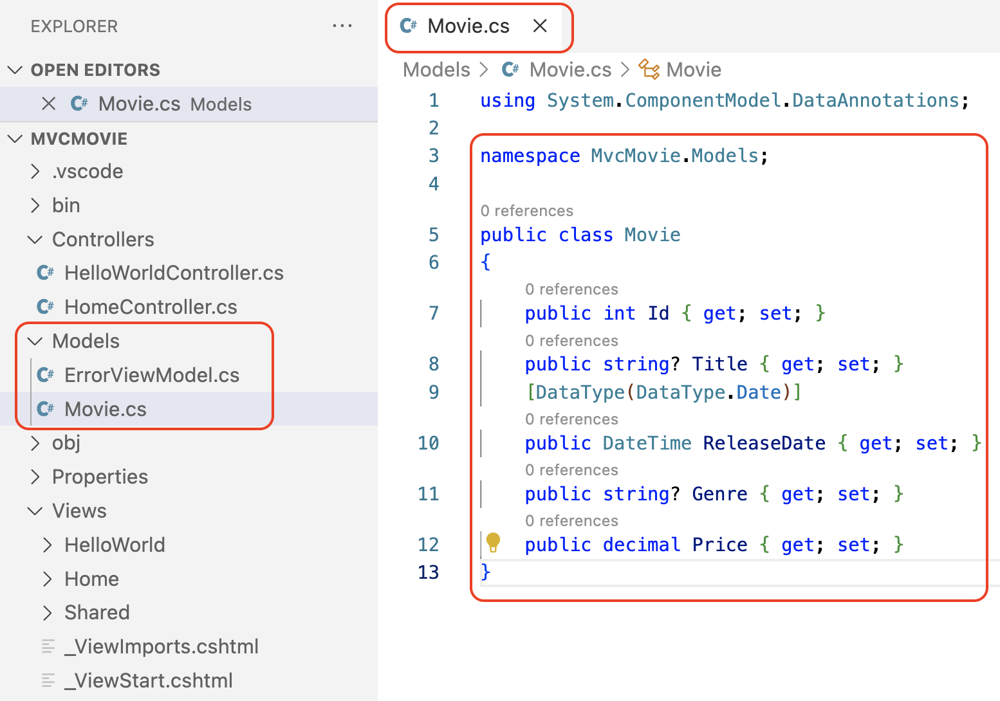 EXPLORER ...
OPEN EDITORS
Movie.cs Models
MVCMOVIE
.vscode
bin
Controllers
C# HelloWorldController.cs
C# HomeController.cs
Models
C# ErrorViewModel.cs
C# Movie.cs
obj
Properties
Views
HelloWorld
Home
Shared
_ViewImports.cshtml
_ViewStart.cshtml
C# Movie.cs
Models > C# Movie.cs > Movie
1 using System.ComponentModel.DataAnnotations;
2
3 namespace MvcMovie.Models;
4
0 references
5 public class Movie
6 {
0 references
7 public int Id { get; set; }
0 references
8 public string? Title { get; set; }
9 [DataType(DataType.Date)]
0 references
10 public DateTime ReleaseDate { get; set; }
0 references
11 public string? Genre { get; set; }
0 references
12 public decimal Price { get; set; }
13 }